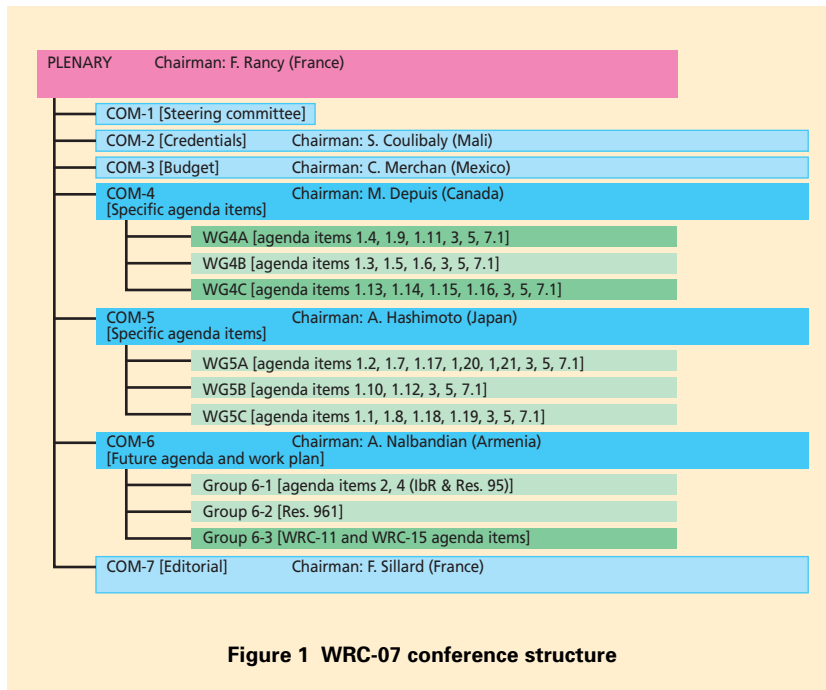 PLENARY Chairman: F. Rancy (France)
COM-1 [Steering committee]
COM-2 [Credentials] Chairman: S. Coulibaly (Mali)
COM-3 [Budget] Chairman: C. Merchan (Mexico)
COM-4 Chairman: M. Depuis (Canada)
[Specific agenda items]
WG4A [agenda items 1.4, 1.9, 1.11, 3, 5, 7.1]
WG4B [agenda items 1.3, 1.5, 1.6, 3, 5, 7.1]
WG4C [agenda items 1.13, 1.14, 1.15, 1.16, 3, 5, 7.1]
COM-5 Chairman: A. Hashimoto (Japan)
[Specific agenda items]
WG5A [agenda items 1.2, 1.7, 1.17, 1,20, 1,21, 3, 5, 7.1]
WG5B [agenda items 1.10, 1.12, 3, 5, 7.1]
WG5C [agenda items 1.1, 1.8, 1.18, 1.19, 3, 5, 7.1]
COM-6 Chairman: A. Nalbandian (Armenia)
[Future agenda and work plan]
Group 6-1 [agenda items 2, 4 (IbR & Res. 95)]
Group 6-2 [Res. 961]
Group 6-3 [WRC-11 and WRC-15 agenda items]
COM-7 [Editorial] Chairman: F. Sillard (France)
Figure 1 WRC-07 conference structure